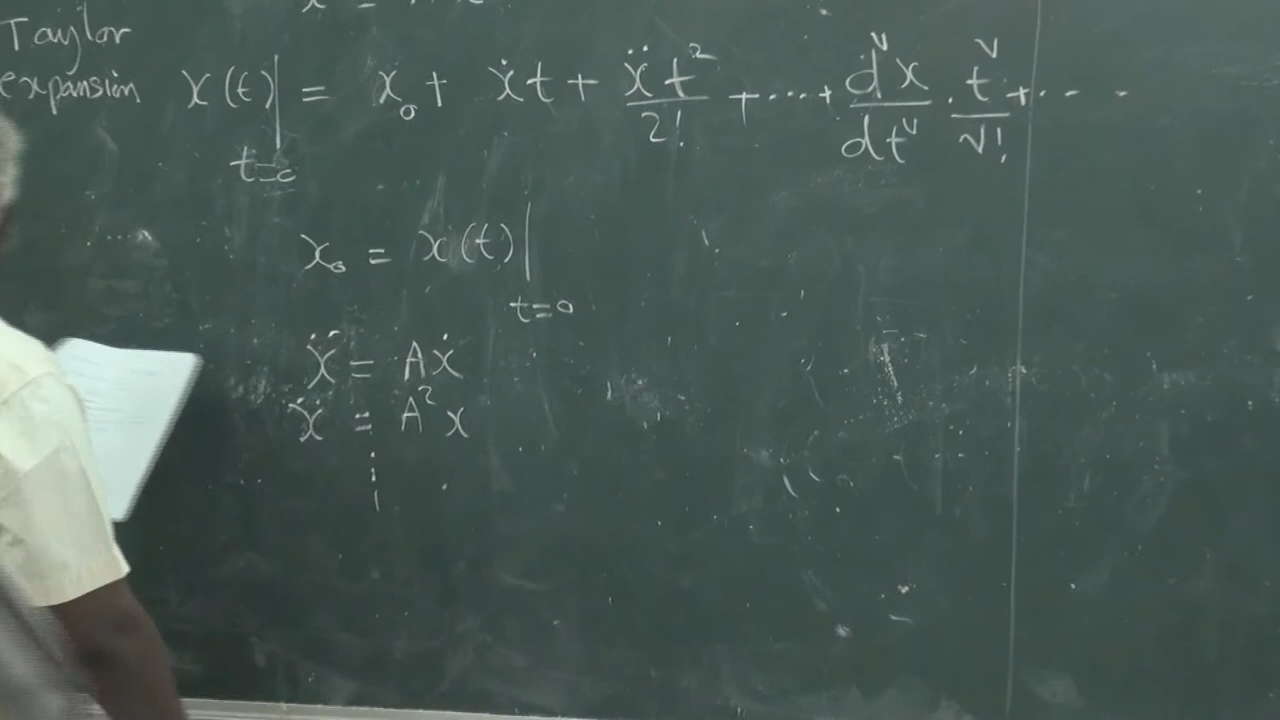 Taylor
expansion x(t)|t=0 = x₀ + ẋt + ẍt²/2! + ... + dᵛx/dtᵛ · tᵛ/ν! + ...
x₀ = x(t)|t=0
ẍ = Aẋ
ẍ = A²x